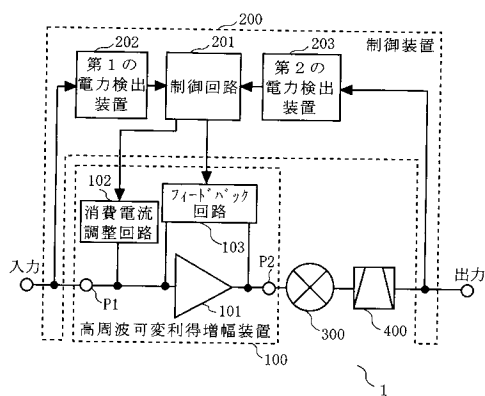 200
202
201
203
制御装置
第1の
電力検出
装置
制御回路
第2の
電力検出
装置
102
消費電流
調整回路
フィードバック
回路
103
入力
P1
101
P2
300
400
出力
高周波可変利得増幅装置
100
1